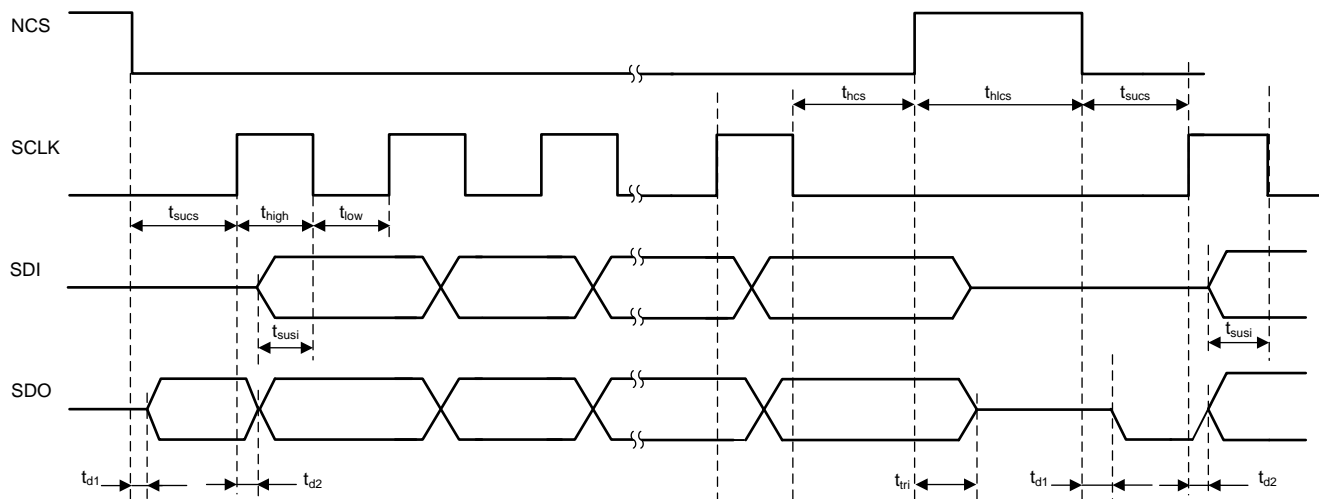 NCS
thcs
thlcs
tsucs
SCLK
tsucs
thigh
tlow
SDI
tsusi
tsusi
SDO
td1
td2
ttri
td1
td2